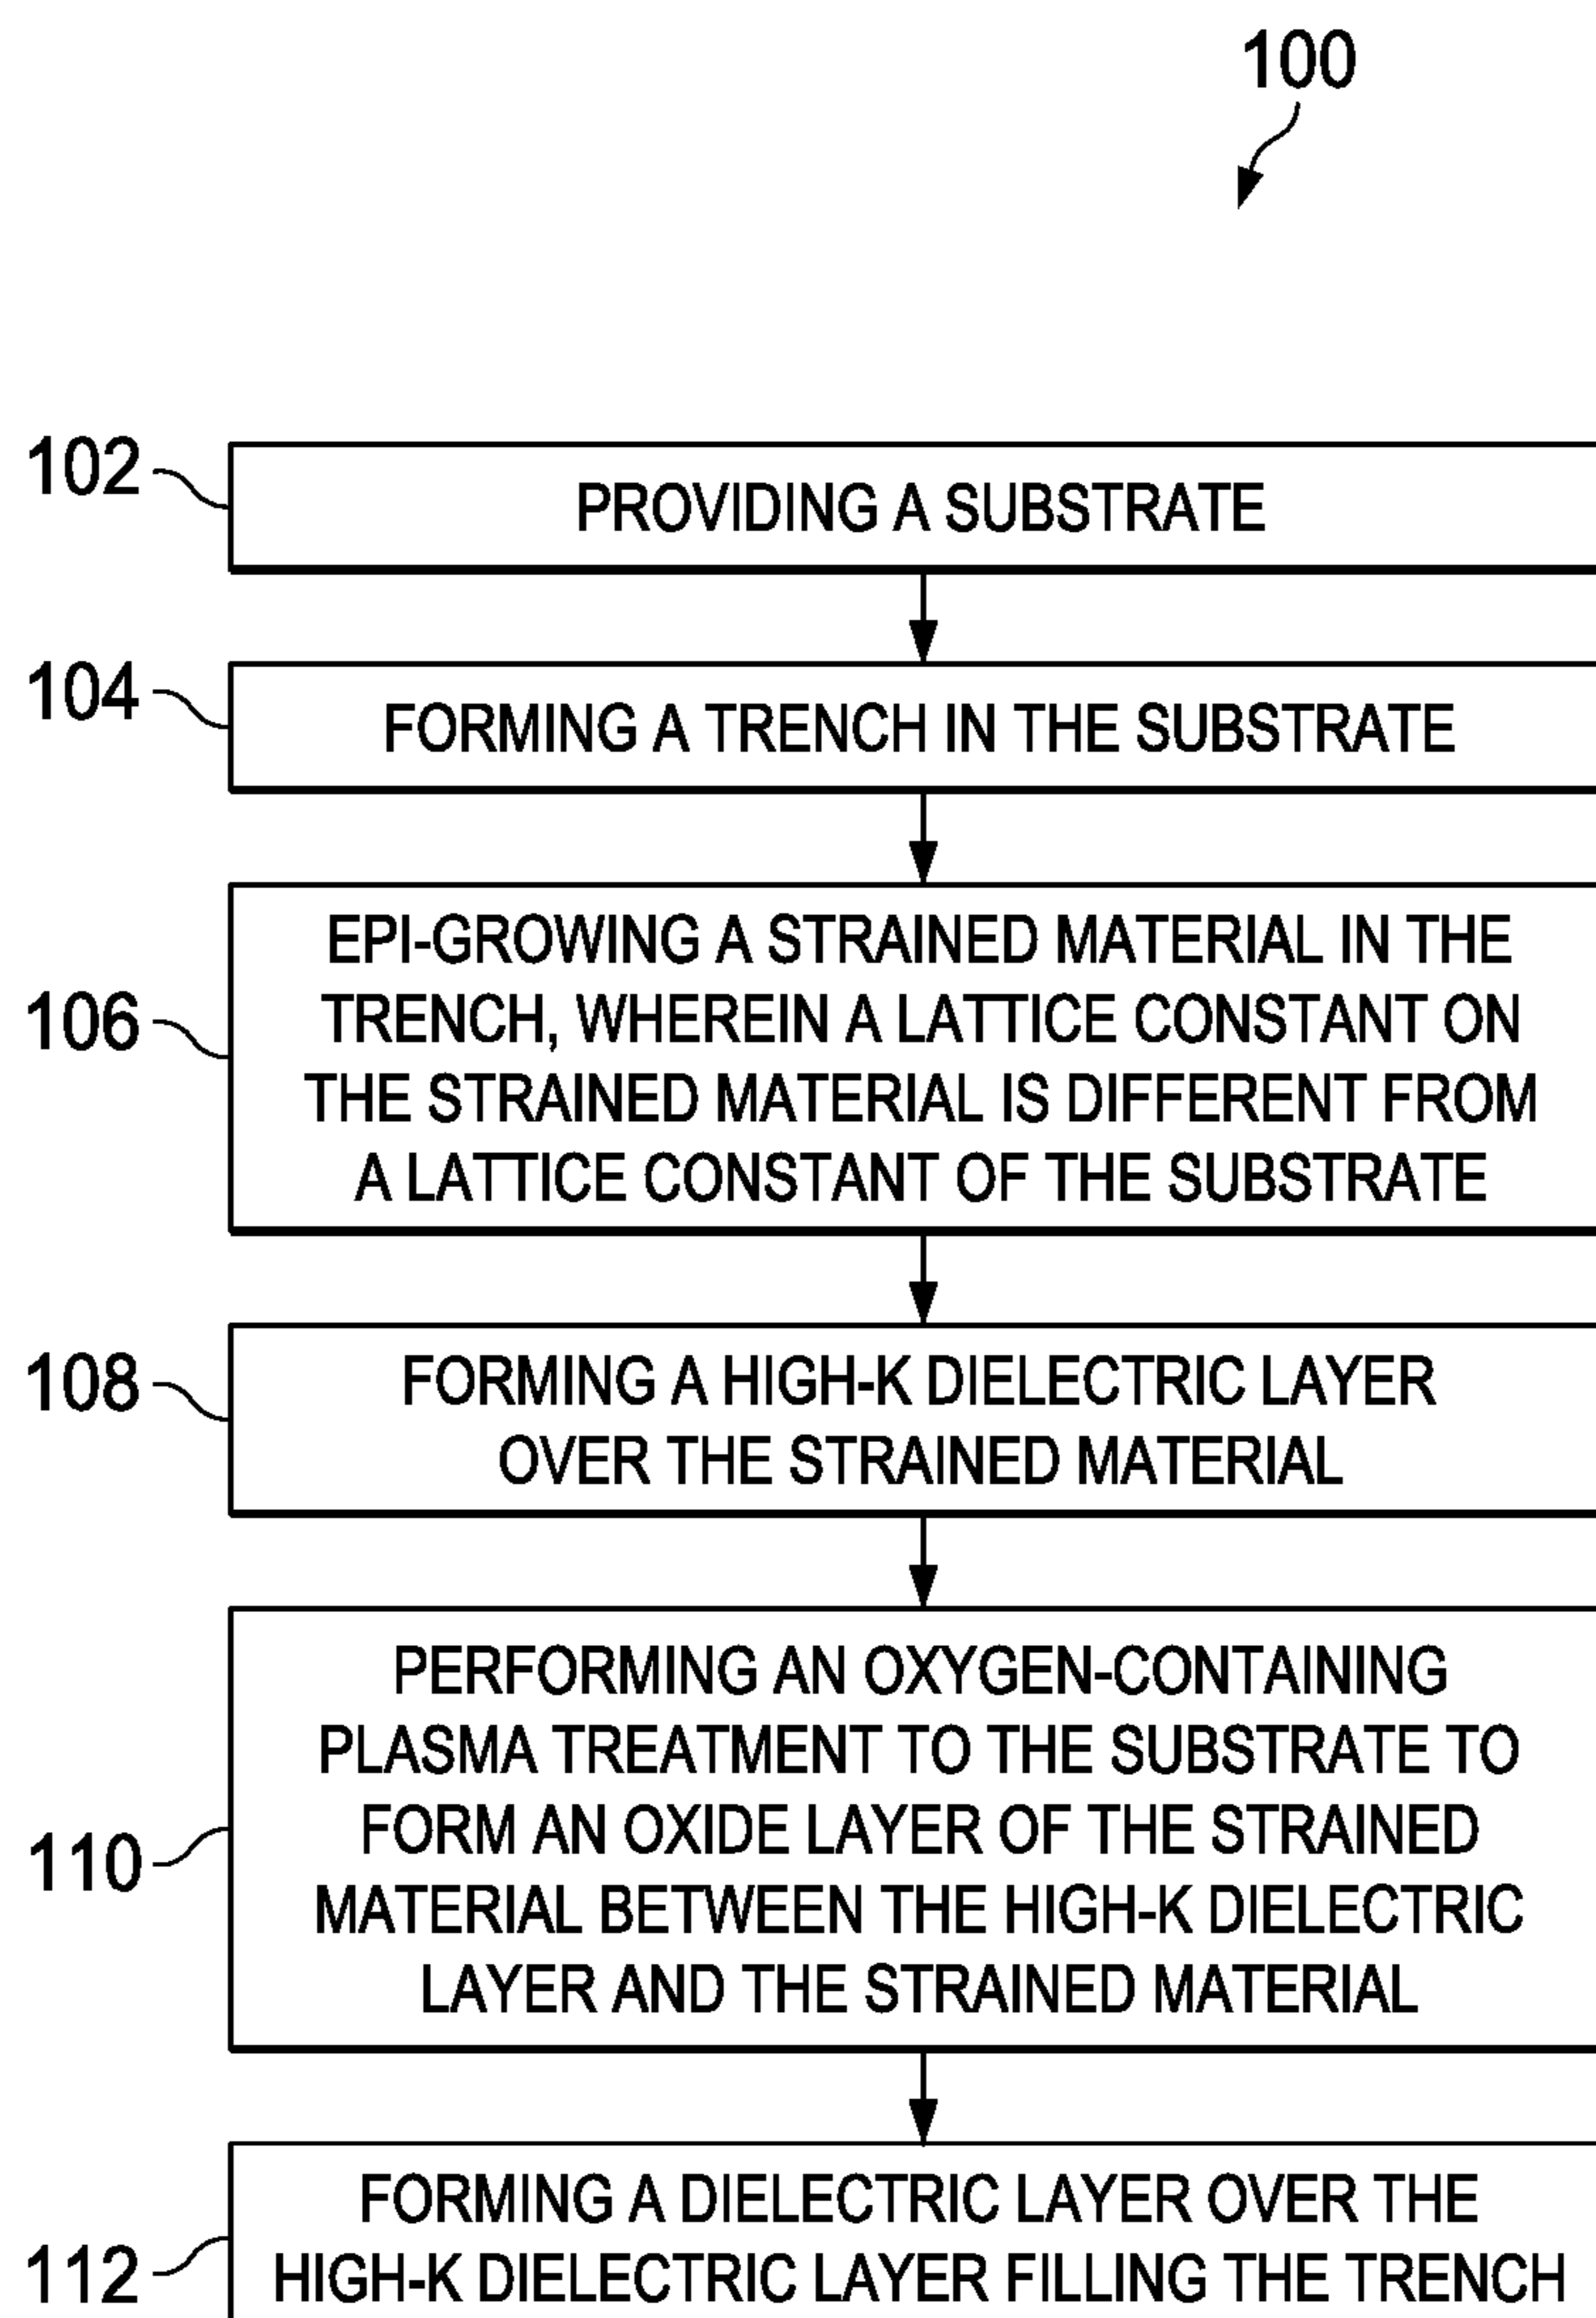 100
102
PROVIDING A SUBSTRATE
104
FORMING A TRENCH IN THE SUBSTRATE
106
EPI-GROWING A STRAINED MATERIAL IN THE
TRENCH, WHEREIN A LATTICE CONSTANT ON
THE STRAINED MATERIAL IS DIFFERENT FROM
A LATTICE CONSTANT OF THE SUBSTRATE
108
FORMING A HIGH-K DIELECTRIC LAYER
OVER THE STRAINED MATERIAL
110
PERFORMING AN OXYGEN-CONTAINING
PLASMA TREATMENT TO THE SUBSTRATE TO
FORM AN OXIDE LAYER OF THE STRAINED
MATERIAL BETWEEN THE HIGH-K DIELECTRIC
LAYER AND THE STRAINED MATERIAL
112
FORMING A DIELECTRIC LAYER OVER THE
HIGH-K DIELECTRIC LAYER FILLING THE TRENCH